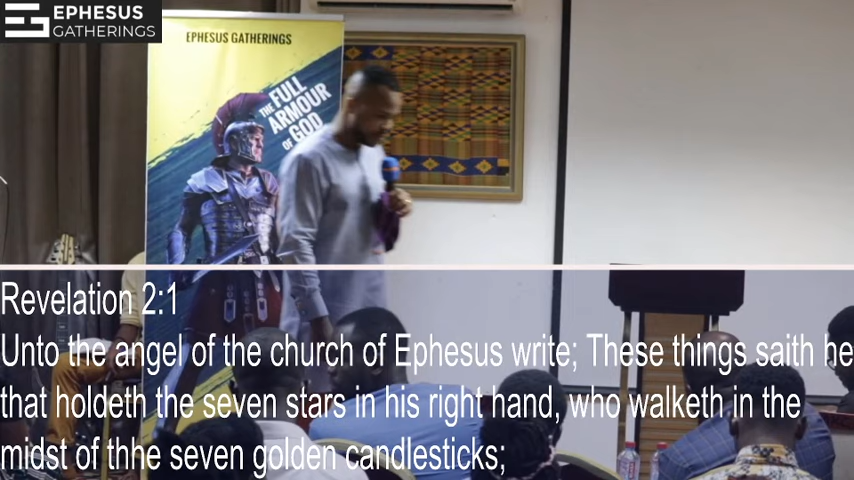 EPHESUS
GATHERINGS
EPHESUS GATHERINGS
THE FULL
ARMOUR
OF GOD
Revelation 2:1
Unto the angel of the church of Ephesus write; These things saith he
that holdeth the seven stars in his right hand, who walketh in the
midst of thhe seven golden candlesticks;